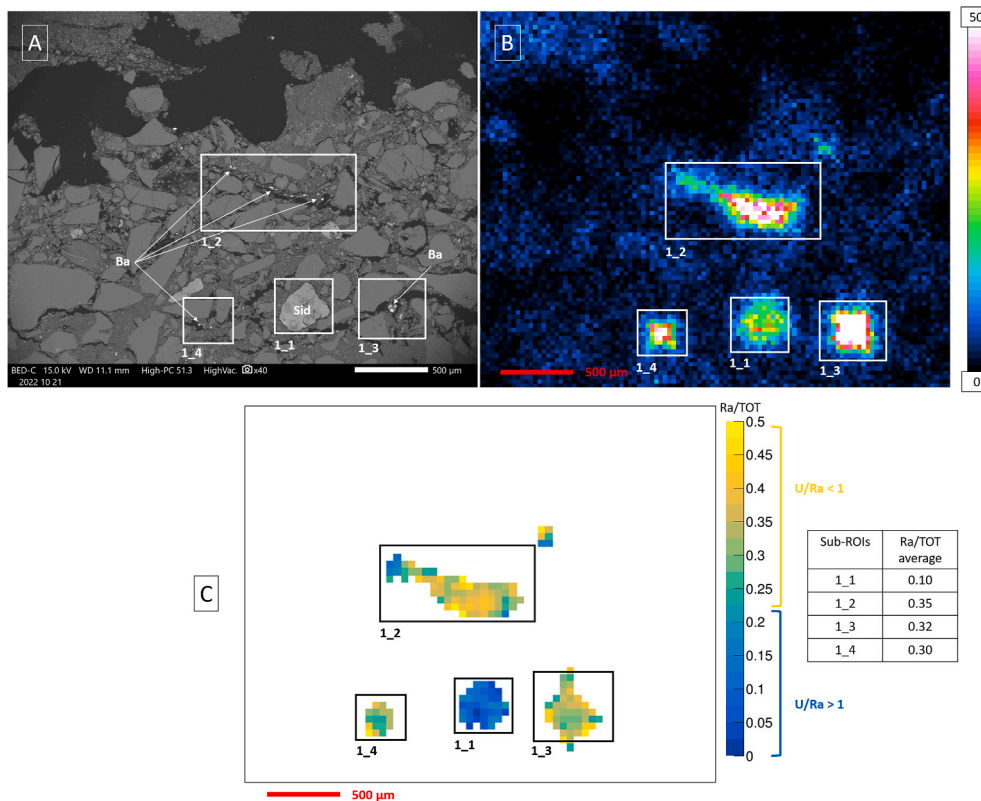 A
Ba
1_2
Ba
Sid
1_4
1_1
1_3
BED-C 15.0 kV WD 11.1 mm High-PC 51.3 HighVac. x40 500 µm
2022 10 21
B
1_2
1_4
1_1
1_3
500 µm
50
0
C
1_2
1_4
1_1
1_3
500 µm
Ra/TOT
0.5
0.45
0.4
0.35
0.3
0.25
0.2
0.15
0.1
0.05
0
U/Ra < 1
U/Ra > 1
Sub-ROIs Ra/TOT average
1_1 0.10
1_2 0.35
1_3 0.32
1_4 0.30